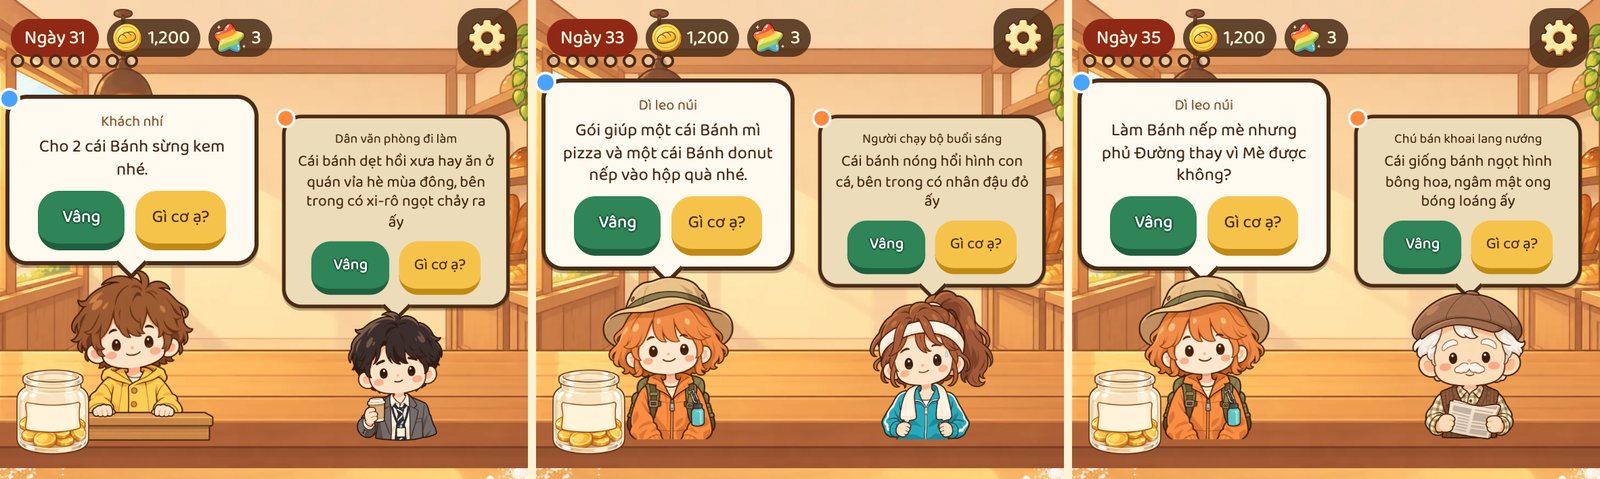 Ngày 31
1,200
3
Khách nhí
Cho 2 cái Bánh sừng kem
nhé.
Vâng
Gì cơ ạ?
Dân văn phòng đi làm
Cái bánh dẹt hồi xưa hay ăn ở
quán vỉa hè mùa đông, bên
trong có xi-rô ngọt chảy ra
ấy
Vâng
Gì cơ ạ?
Ngày 33
1,200
3
Dì leo núi
Gói giúp một cái Bánh mì
pizza và một cái Bánh donut
nếp vào hộp quà nhé.
Vâng
Gì cơ ạ?
Người chạy bộ buổi sáng
Cái bánh nóng hổi hình con
cá, bên trong có nhân đậu đỏ
ấy
Vâng
Gì cơ ạ?
Ngày 35
1,200
3
Dì leo núi
Làm Bánh nếp mè nhưng
phủ Đường thay vì Mè được
không?
Vâng
Gì cơ ạ?
Chú bán khoai lang nướng
Cái giống bánh ngọt hình
bông hoa, ngâm mật ong
bóng loáng ấy
Vâng
Gì cơ ạ?